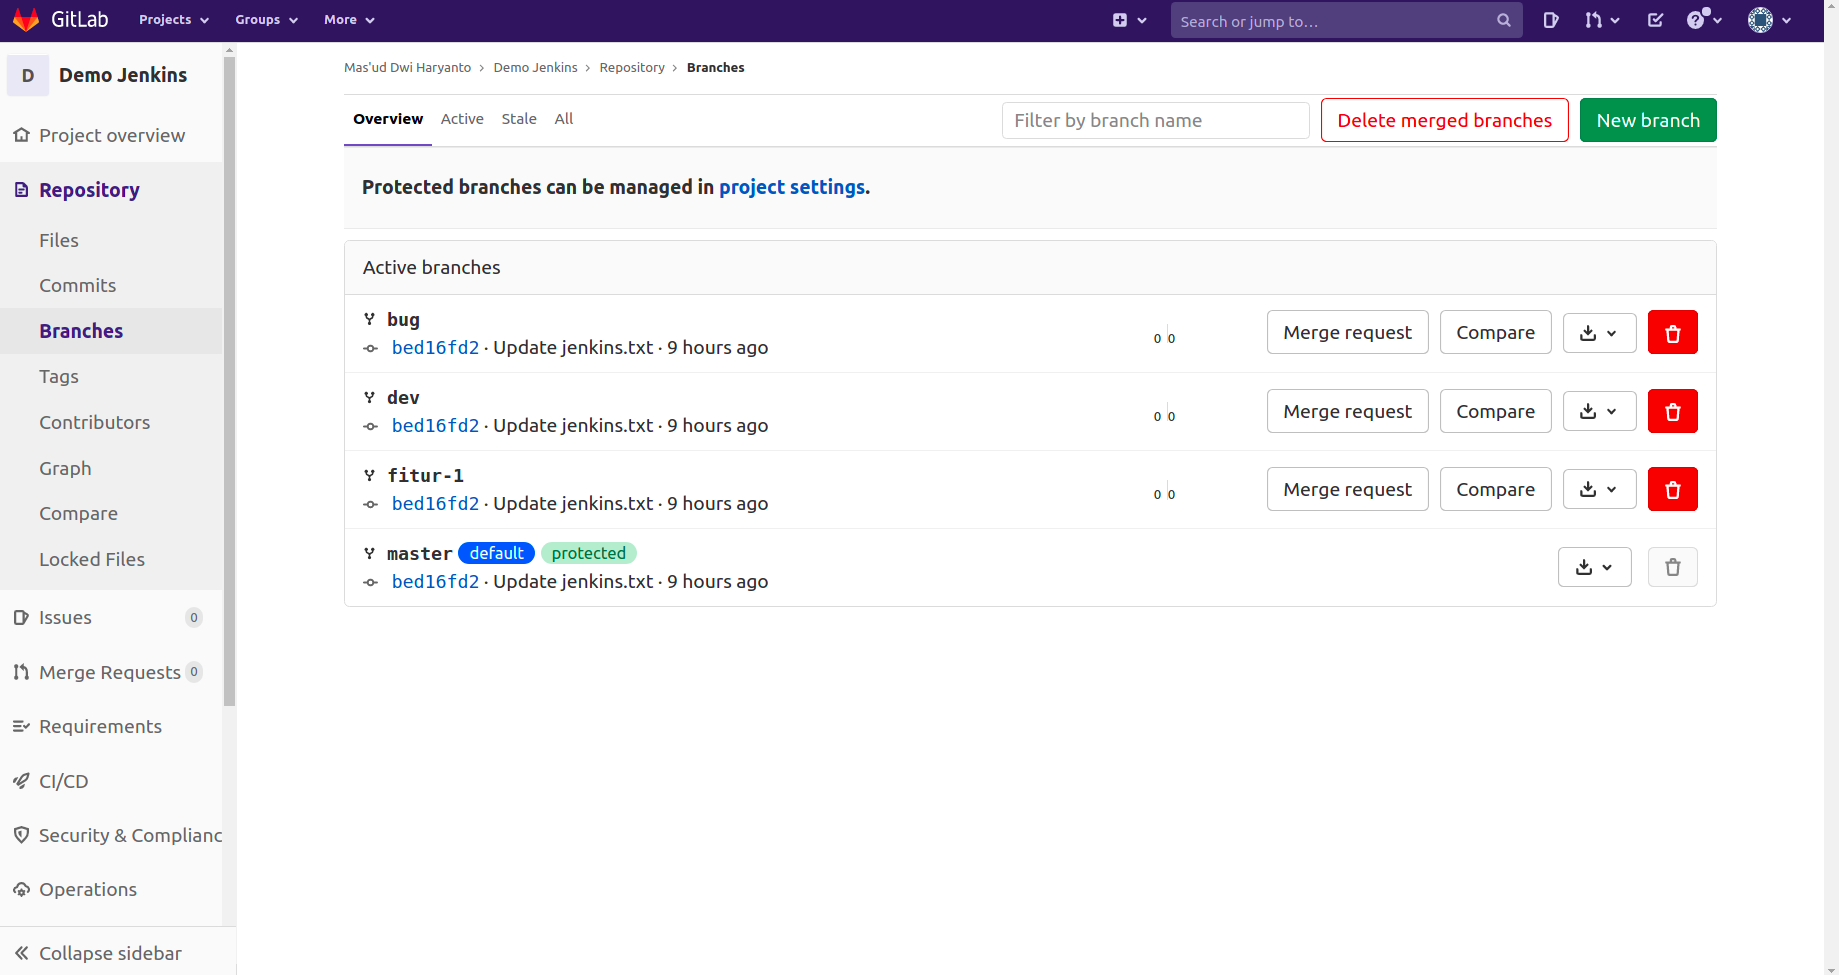 GitLab Projects Groups More Search or jump to...
D Demo Jenkins
Project overview
Repository
Files
Commits
Branches
Tags
Contributors
Graph
Compare
Locked Files
Issues 0
Merge Requests 0
Requirements
CI/CD
Security & Complianc
Operations
Collapse sidebar
Mas'ud Dwi Haryanto › Demo Jenkins › Repository › Branches
Overview Active Stale All Filter by branch name Delete merged branches New branch
Protected branches can be managed in project settings.
Active branches
bug
bed16fd2 · Update jenkins.txt · 9 hours ago
0 0 Merge request Compare
dev
bed16fd2 · Update jenkins.txt · 9 hours ago
0 0 Merge request Compare
fitur-1
bed16fd2 · Update jenkins.txt · 9 hours ago
0 0 Merge request Compare
master default protected
bed16fd2 · Update jenkins.txt · 9 hours ago